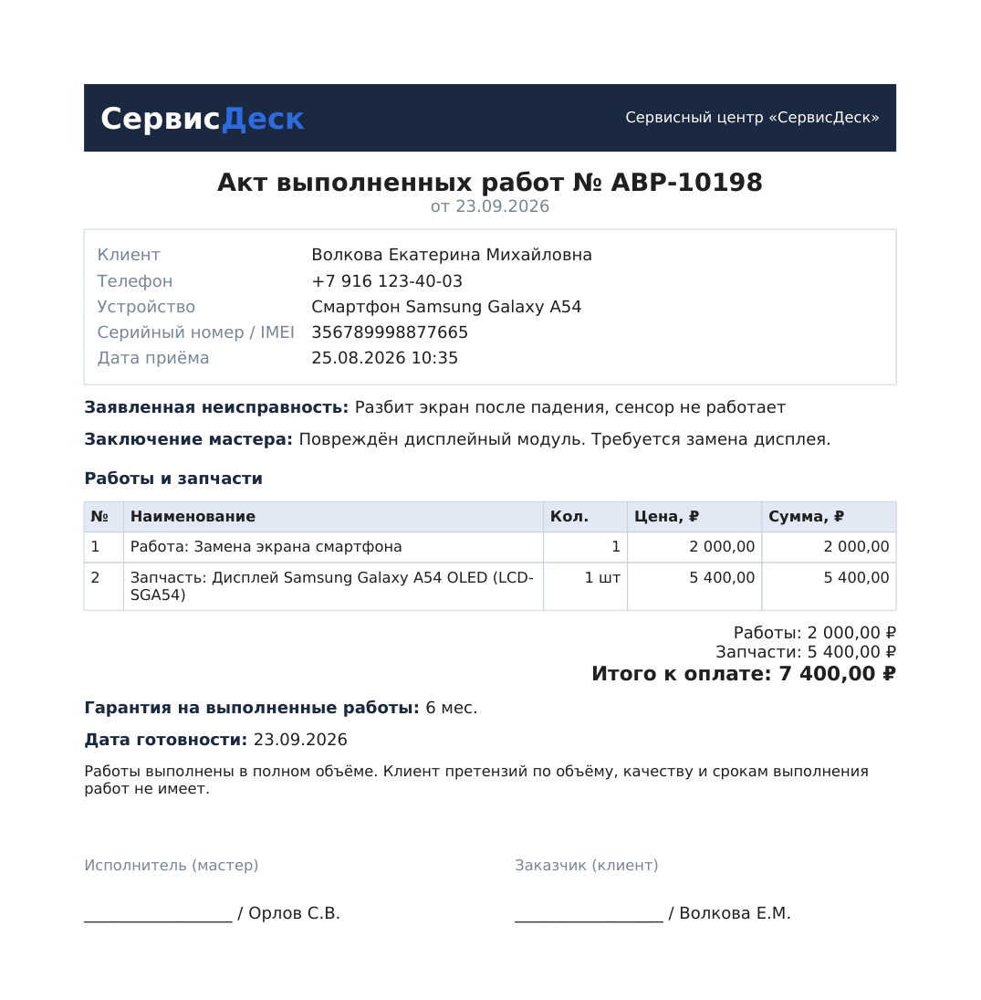 СервисДеск
Сервисный центр «СервисДеск»
Акт выполненных работ № АВР-10198
от 23.09.2026
Клиент Волкова Екатерина Михайловна
Телефон +7 916 123-40-03
Устройство Смартфон Samsung Galaxy A54
Серийный номер / IMEI 356789998877665
Дата приёма 25.08.2026 10:35
Заявленная неисправность: Разбит экран после падения, сенсор не работает
Заключение мастера: Повреждён дисплейный модуль. Требуется замена дисплея.
Работы и запчасти
№ Наименование Кол. Цена, ₽ Сумма, ₽
1 Работа: Замена экрана смартфона 1 2 000,00 2 000,00
2 Запчасть: Дисплей Samsung Galaxy A54 OLED (LCD- 1 шт 5 400,00 5 400,00
SGA54)
Работы: 2 000,00 ₽
Запчасти: 5 400,00 ₽
Итого к оплате: 7 400,00 ₽
Гарантия на выполненные работы: 6 мес.
Дата готовности: 23.09.2026
Работы выполнены в полном объёме. Клиент претензий по объёму, качеству и срокам выполнения
работ не имеет.
Исполнитель (мастер) Заказчик (клиент)
__________________ / Орлов С.В. __________________ / Волкова Е.М.